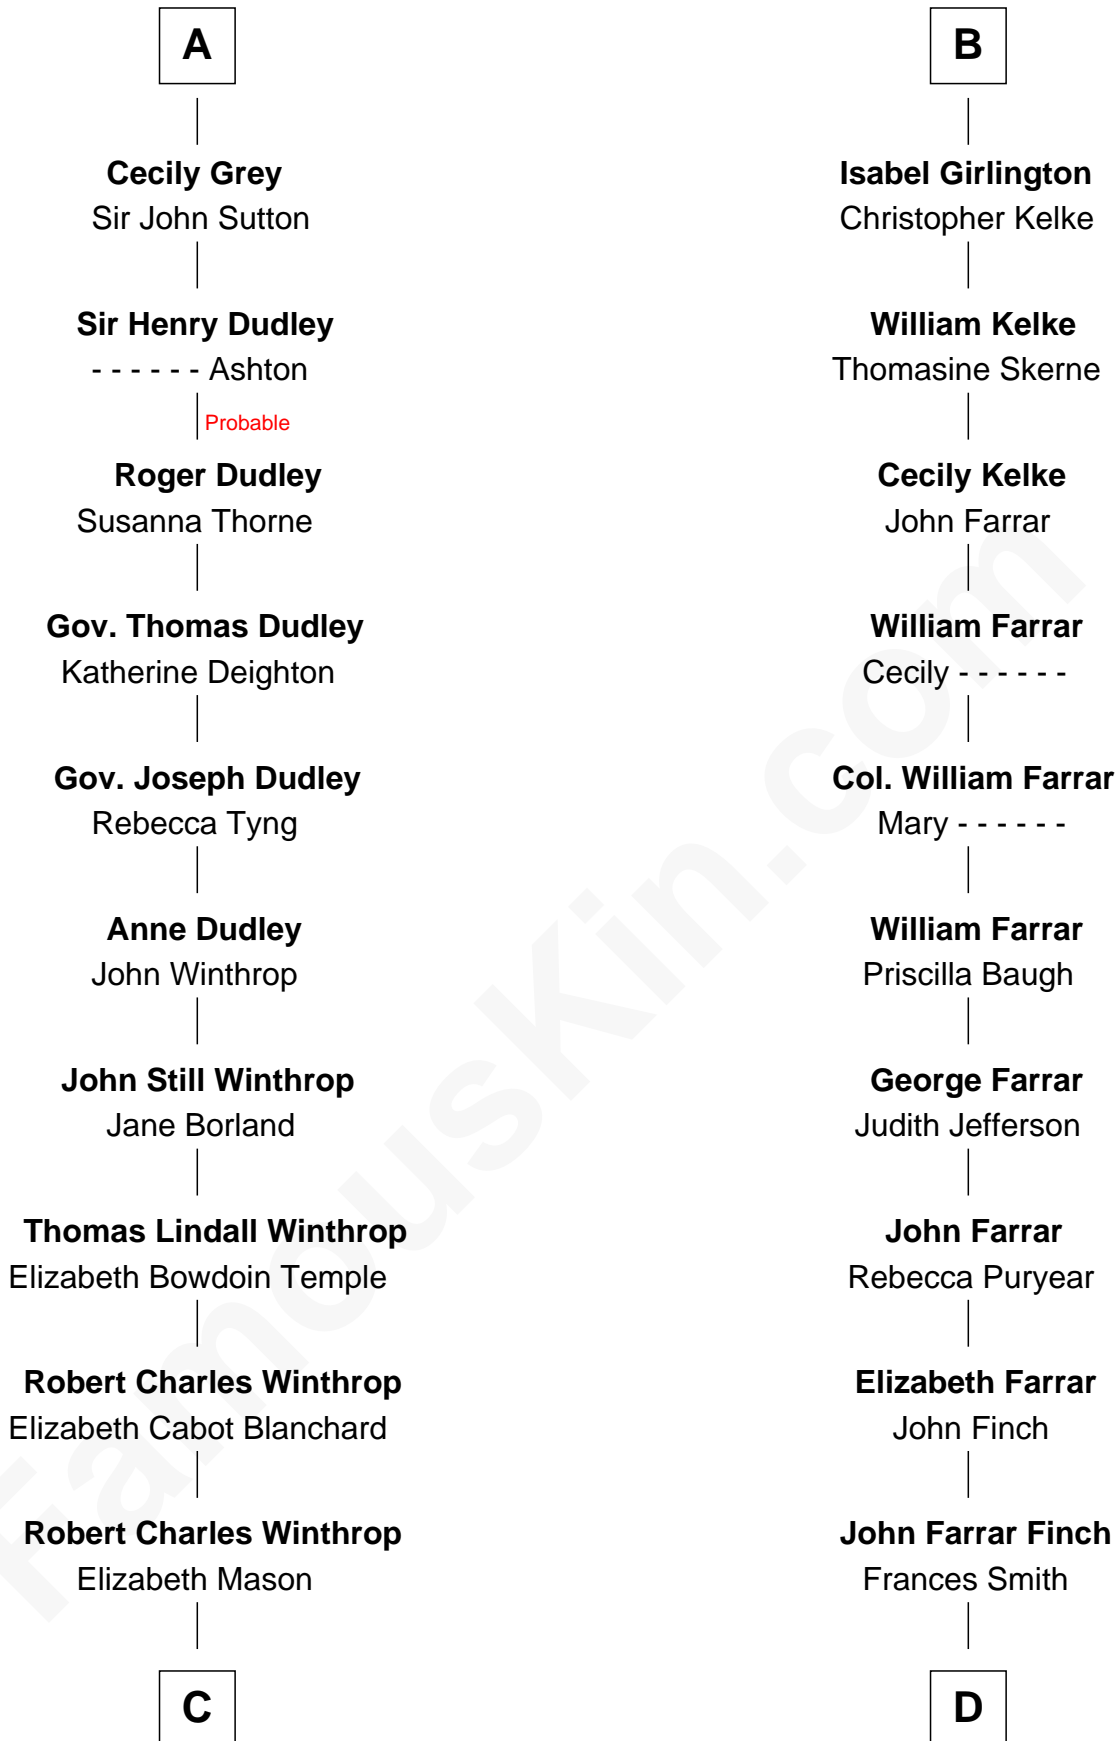 A
Cecily Grey
Sir John Sutton
Sir Henry Dudley
- - - - - - Ashton
Probable
Roger Dudley
Susanna Thorne
Gov. Thomas Dudley
Katherine Deighton
Gov. Joseph Dudley
Rebecca Tyng
Anne Dudley
John Winthrop
John Still Winthrop
Jane Borland
Thomas Lindall Winthrop
Elizabeth Bowdoin Temple
Robert Charles Winthrop
Elizabeth Cabot Blanchard
Robert Charles Winthrop
Elizabeth Mason
C
B
Isabel Girlington
Christopher Kelke
William Kelke
Thomasine Skerne
Cecily Kelke
John Farrar
William Farrar
Cecily - - - - - -
Col. William Farrar
Mary - - - - - -
William Farrar
Priscilla Baugh
George Farrar
Judith Jefferson
John Farrar
Rebecca Puryear
Elizabeth Farrar
John Finch
John Farrar Finch
Frances Smith
D
FamousKin.com